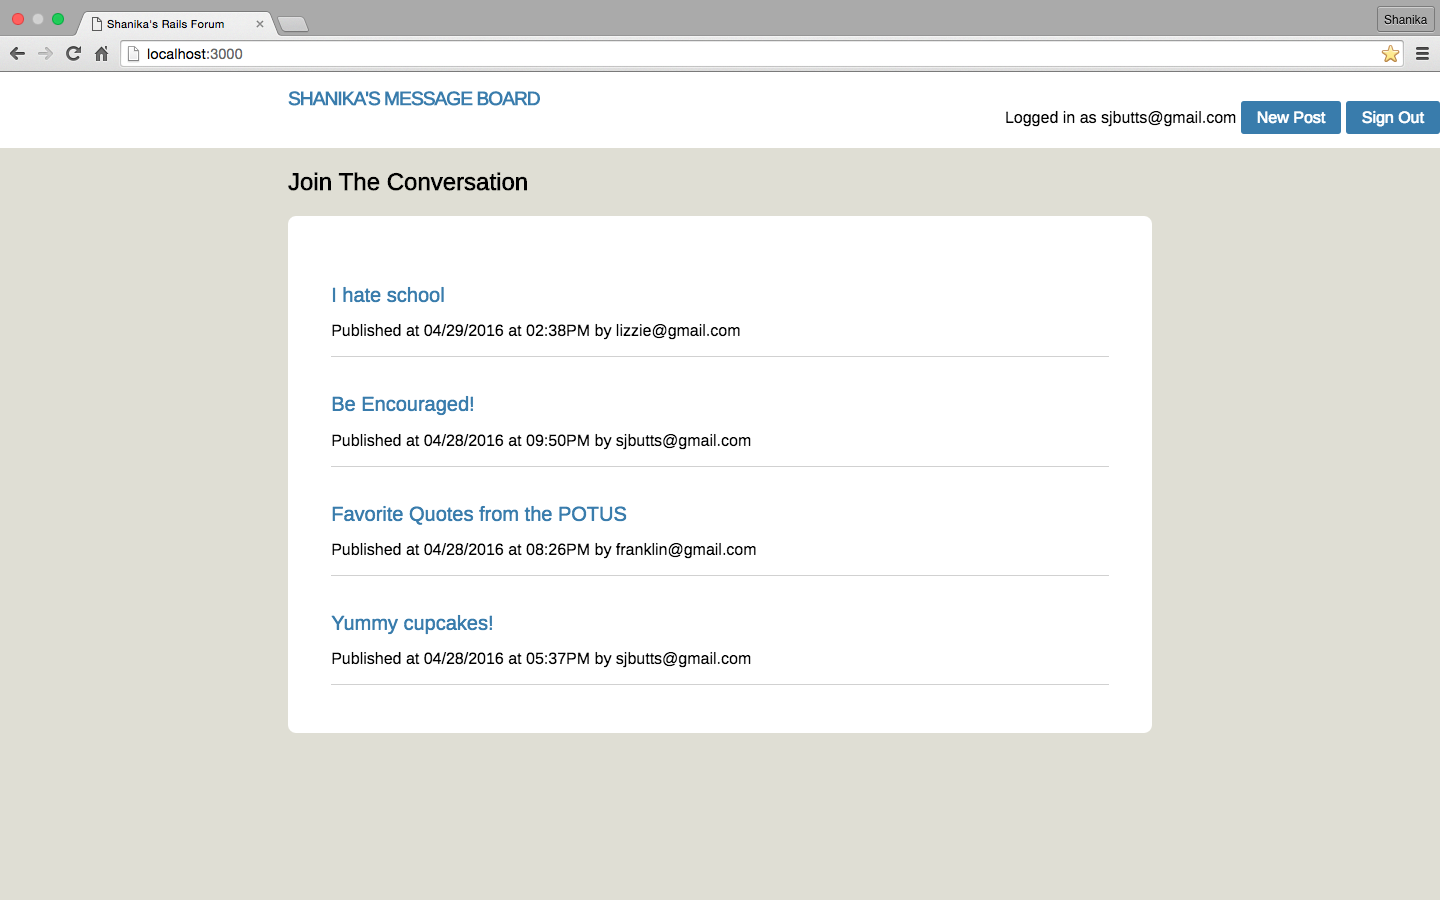 Shanika's Rails Forum
Shanika
localhost:3000
SHANIKA'S MESSAGE BOARD
Logged in as sjbutts@gmail.com New Post Sign Out
Join The Conversation
I hate school
Published at 04/29/2016 at 02:38PM by lizzie@gmail.com
Be Encouraged!
Published at 04/28/2016 at 09:50PM by sjbutts@gmail.com
Favorite Quotes from the POTUS
Published at 04/28/2016 at 08:26PM by franklin@gmail.com
Yummy cupcakes!
Published at 04/28/2016 at 05:37PM by sjbutts@gmail.com